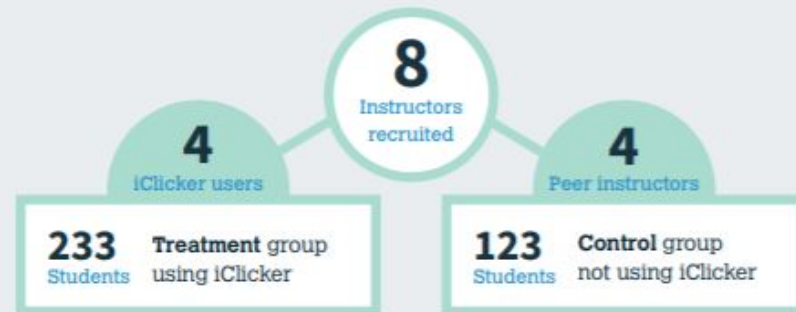 8
Instructors
recruited
4
iClicker users
4
Peer instructors
233
Students
Treatment group
using iClicker
123
Students
Control group
not using iClicker